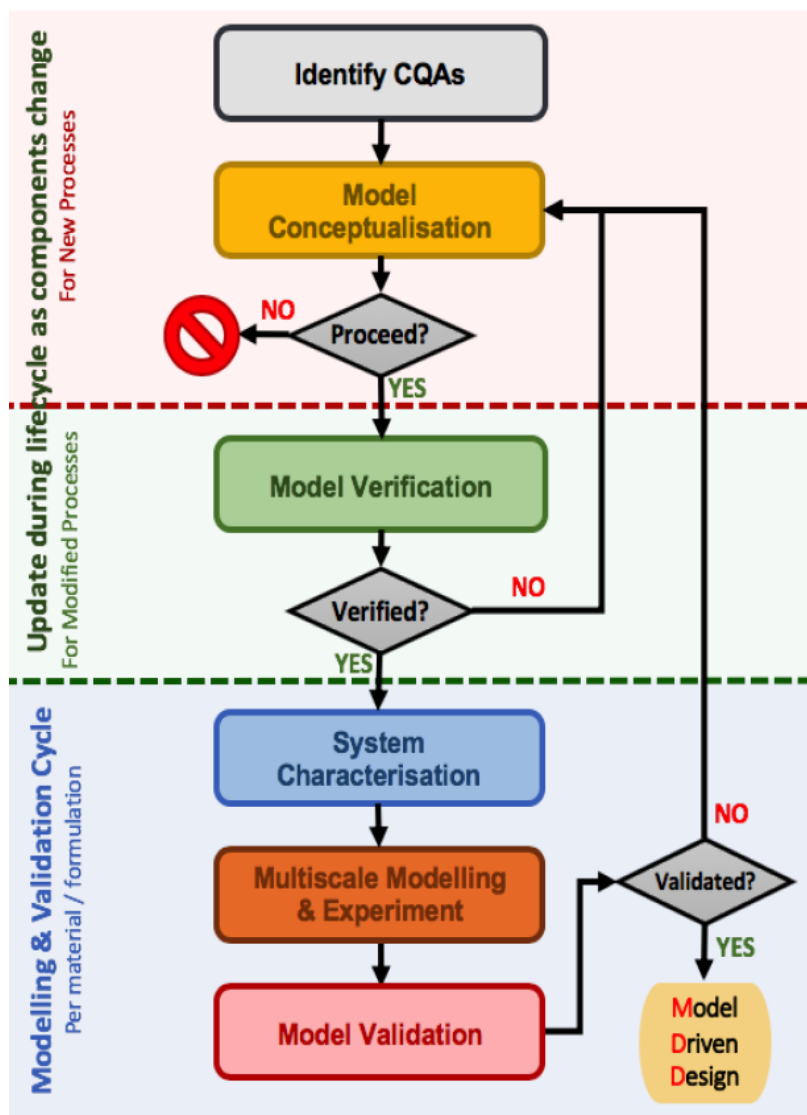 Update during lifecycle as components change
For New Processes
For Modified Processes
Modelling & Validation Cycle
Per material / formulation
Identify CQAs
Model
Conceptualisation
NO
Proceed?
YES
Model Verification
Verified?
NO
YES
System
Characterisation
Multiscale Modelling
& Experiment
Model Validation
NO
Validated?
YES
Model
Driven
Design